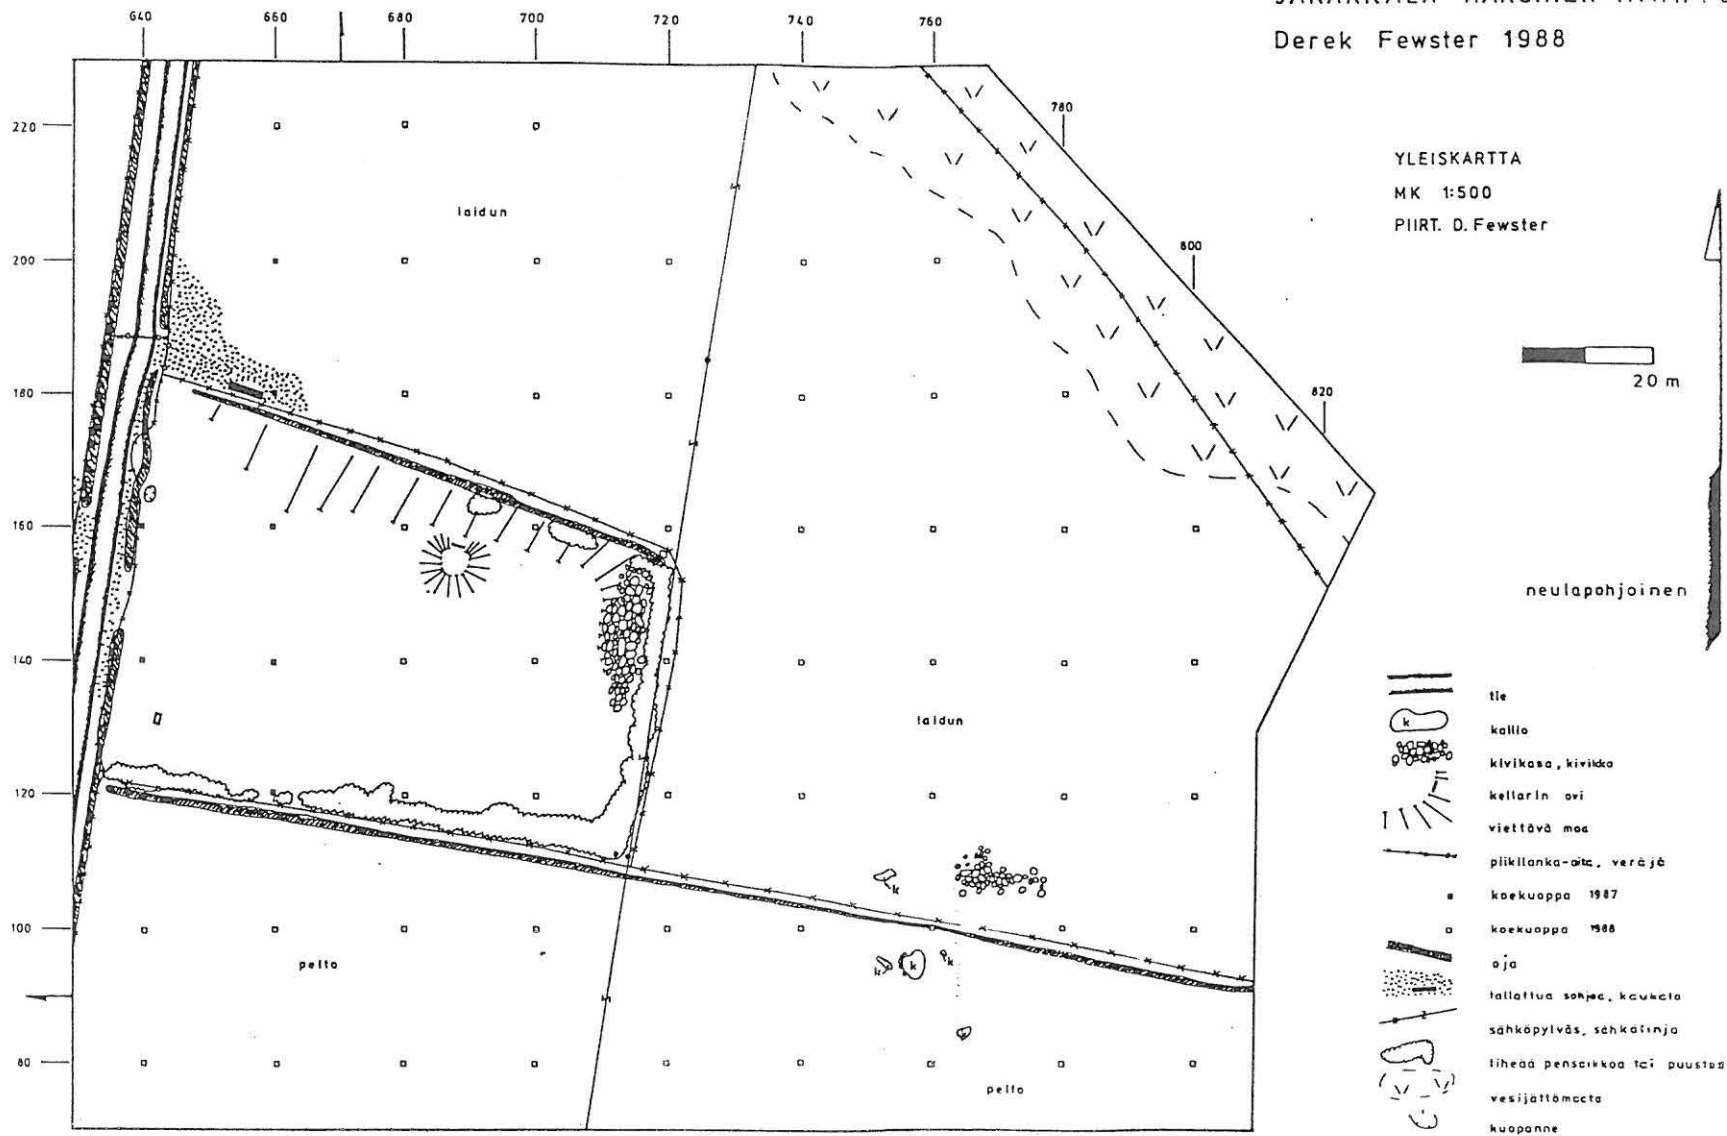 640 660 680 700 720 740 760
Derek Fewster 1988
780
220
YLEISKARTTA
MK 1:500
PIIRT. D. Fewster
laidun
200
800
20 m
180
820
160
neulapohjoinen
140
laidun
tie
k
kallio
kivikasa, kivikko
120
kellarin ovi
viettävä maa
piikilanka-aita, veräjä
k
koekuoppa 1987
100
koekuoppa 1988
pelto
k k k
oja
tallattua sohjoa, kaukalo
sähköpylväs, sähkölinja
k
80
tiheää pensaikkoa tai puustoa
pelto
vesijättömaata
kuopanne